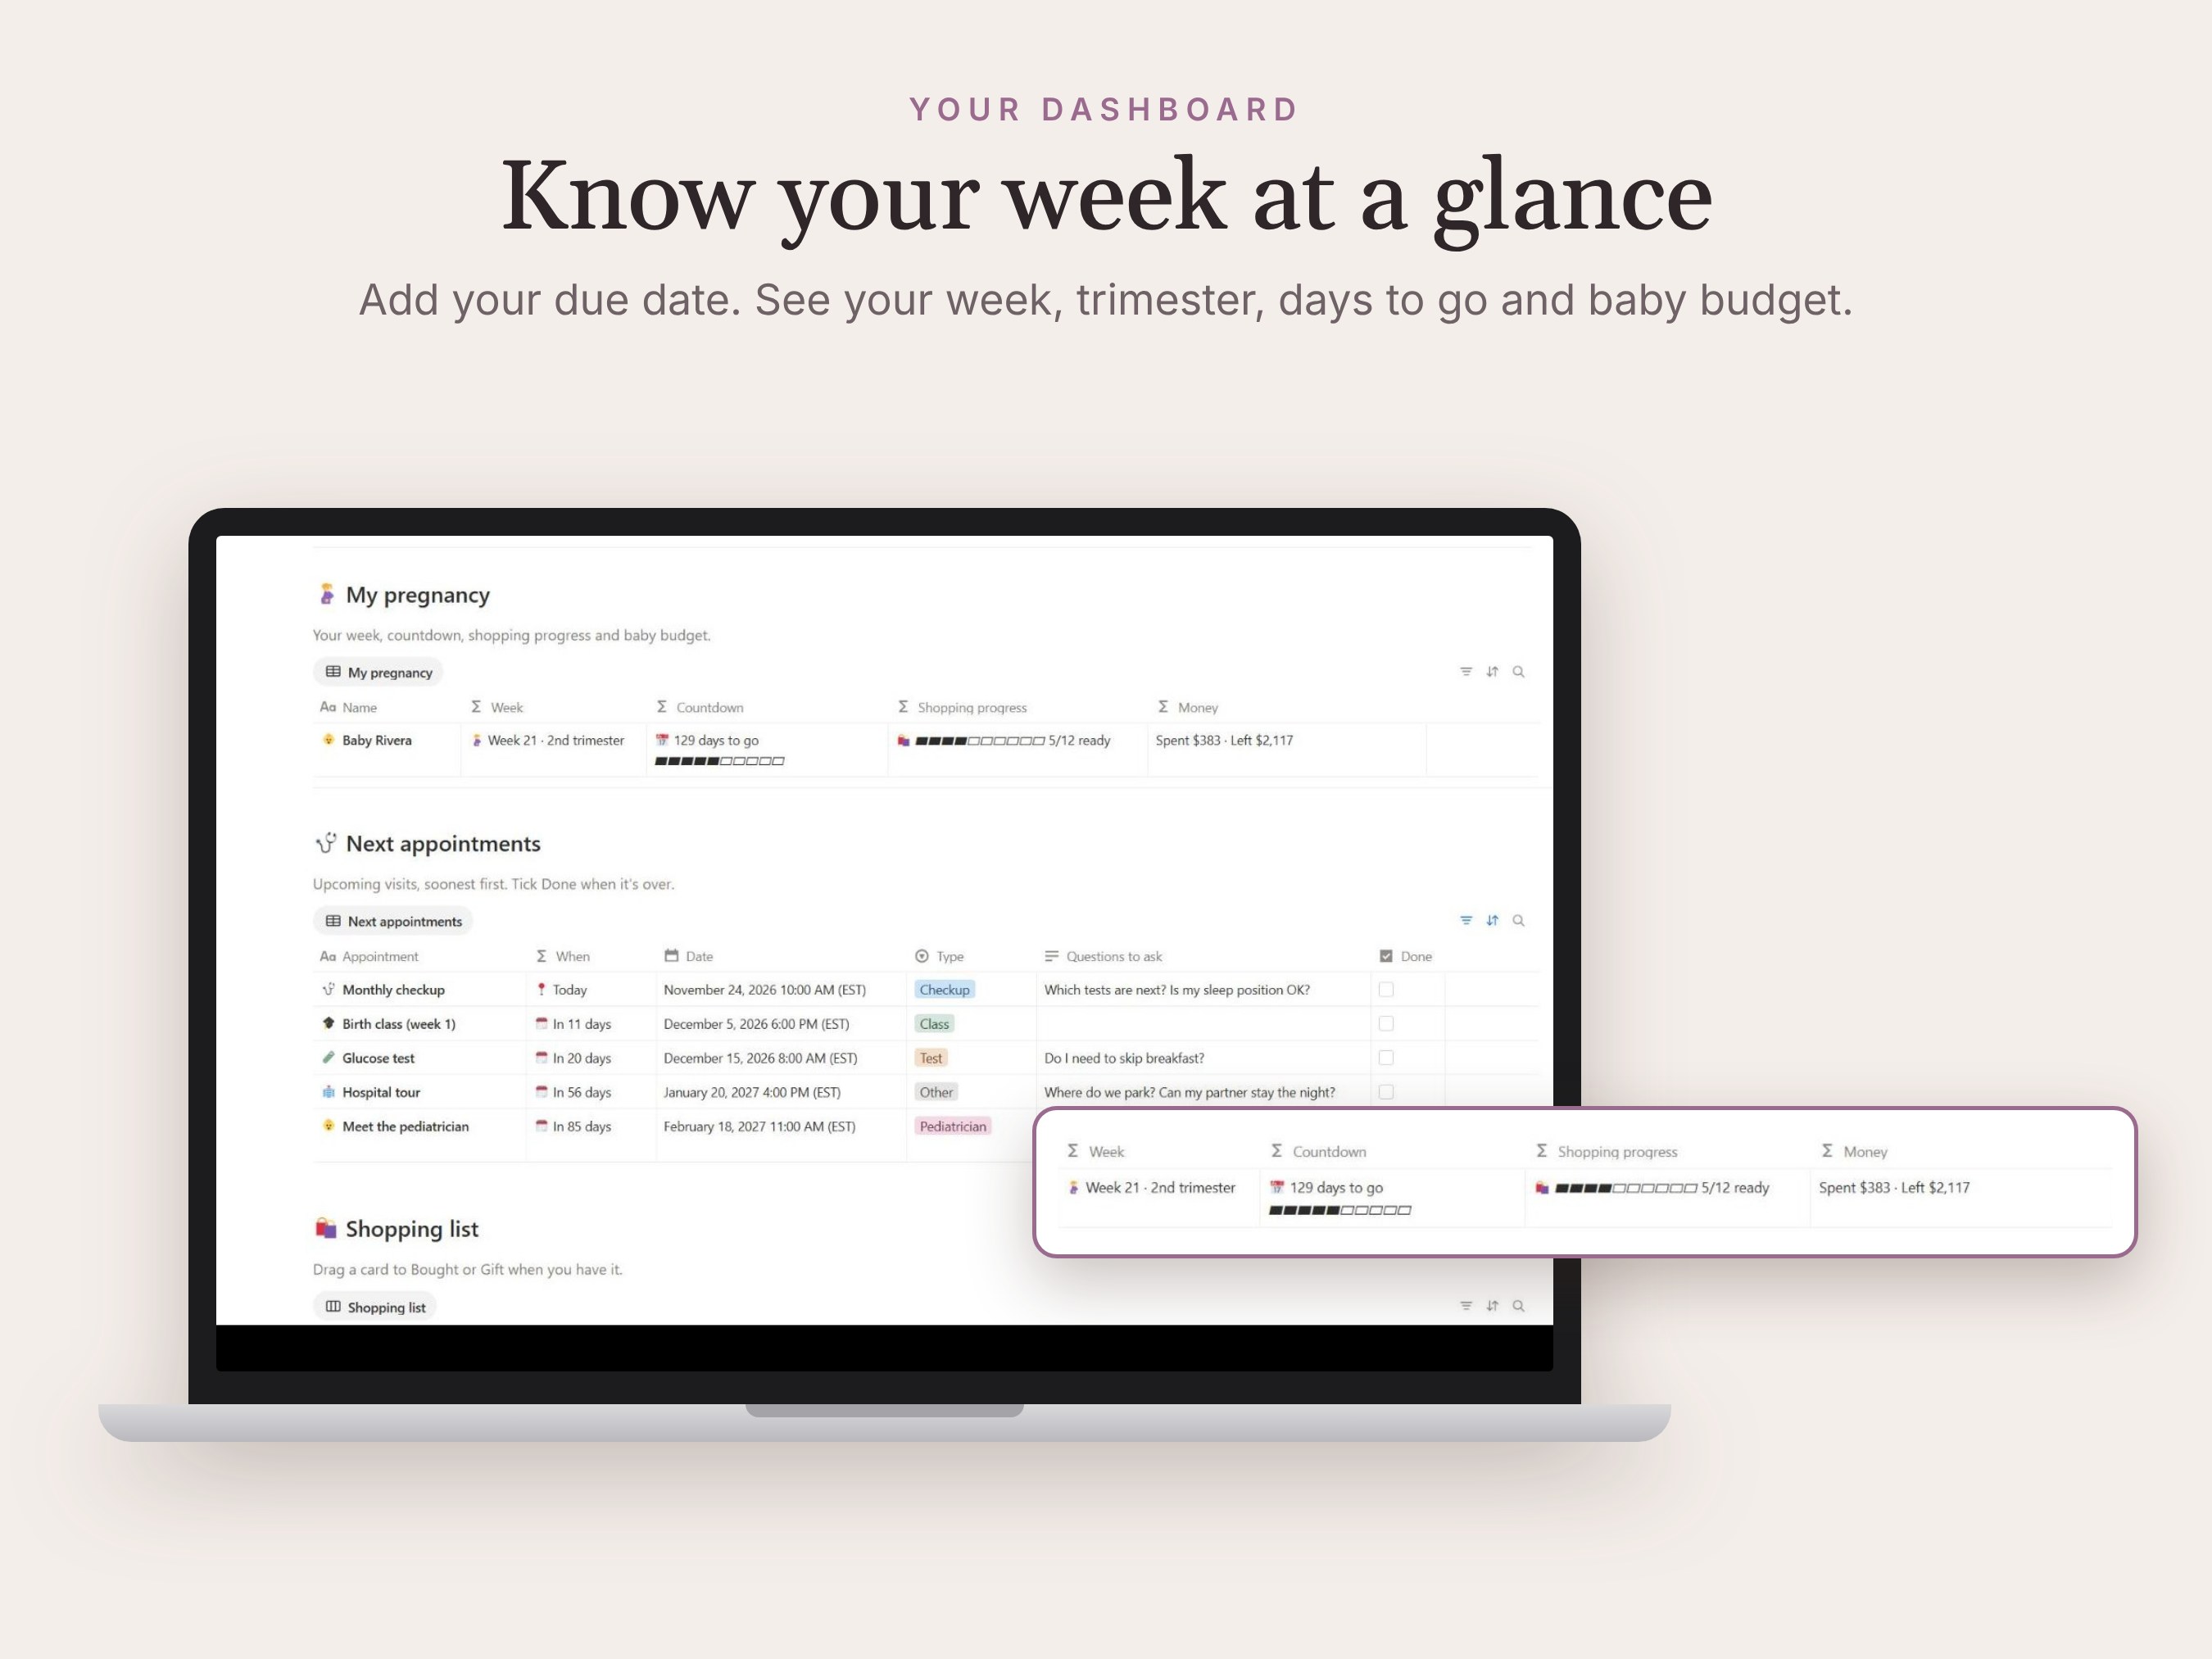 YOUR DASHBOARD
Know your week at a glance
Add your due date. See your week, trimester, days to go and baby budget.
My pregnancy
Your week, countdown, shopping progress and baby budget.
My pregnancy
Aa Name Σ Week Σ Countdown Σ Shopping progress Σ Money
Baby Rivera Week 21 · 2nd trimester 129 days to go 5/12 ready Spent $383 · Left $2,117
Next appointments
Upcoming visits, soonest first. Tick Done when it's over.
Next appointments
Aa Appointment Σ When Date Type Questions to ask Done
Monthly checkup Today November 24, 2026 10:00 AM (EST) Checkup Which tests are next? Is my sleep position OK?
Birth class (week 1) In 11 days December 5, 2026 6:00 PM (EST) Class
Glucose test In 20 days December 15, 2026 8:00 AM (EST) Test Do I need to skip breakfast?
Hospital tour In 56 days January 20, 2027 4:00 PM (EST) Other Where do we park? Can my partner stay the night?
Meet the pediatrician In 85 days February 18, 2027 11:00 AM (EST) Pediatrician
Σ Week Σ Countdown Σ Shopping progress Σ Money
Week 21 · 2nd trimester 129 days to go 5/12 ready Spent $383 · Left $2,117
Shopping list
Drag a card to Bought or Gift when you have it.
Shopping list